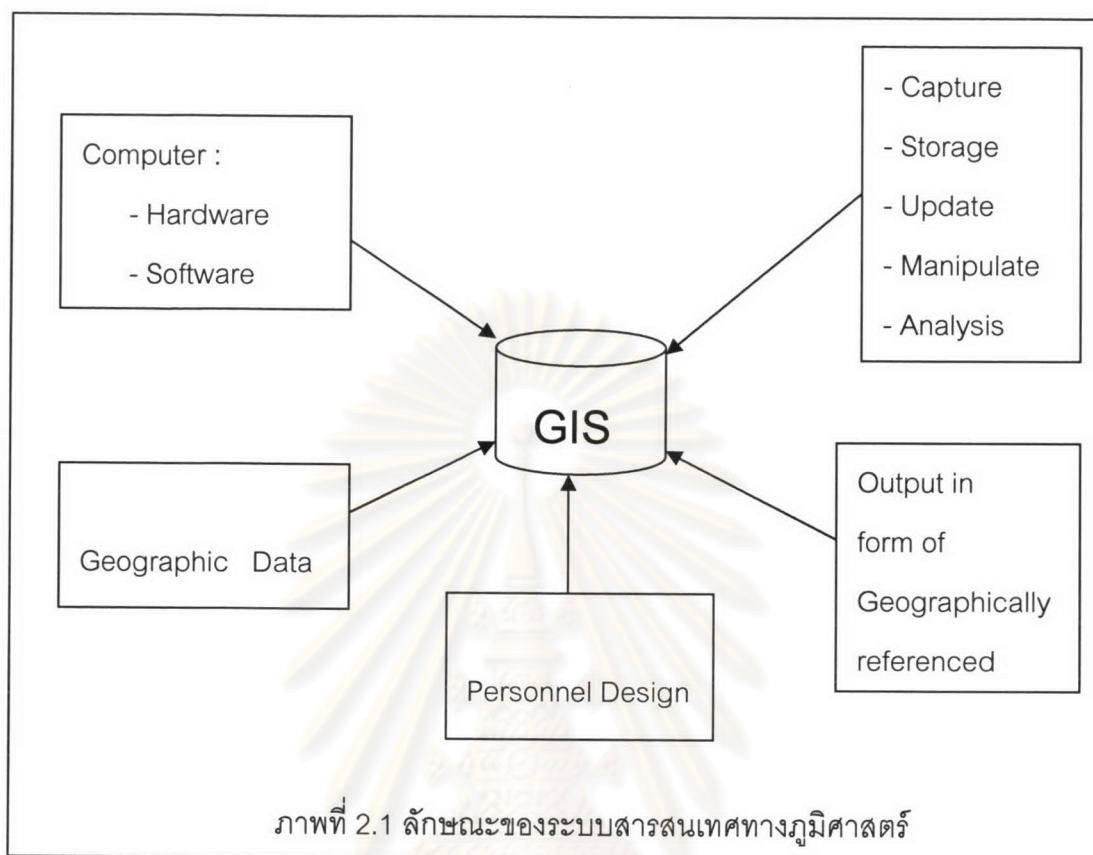 Computer :
- Hardware
- Software
- Capture
- Storage
- Update
- Manipulate
- Analysis
GIS
Geographic Data
Personnel Design
Output in
form of
Geographically
referenced
ภาพที่ 2.1 ลักษณะของระบบสารสนเทศทางภูมิศาสตร์